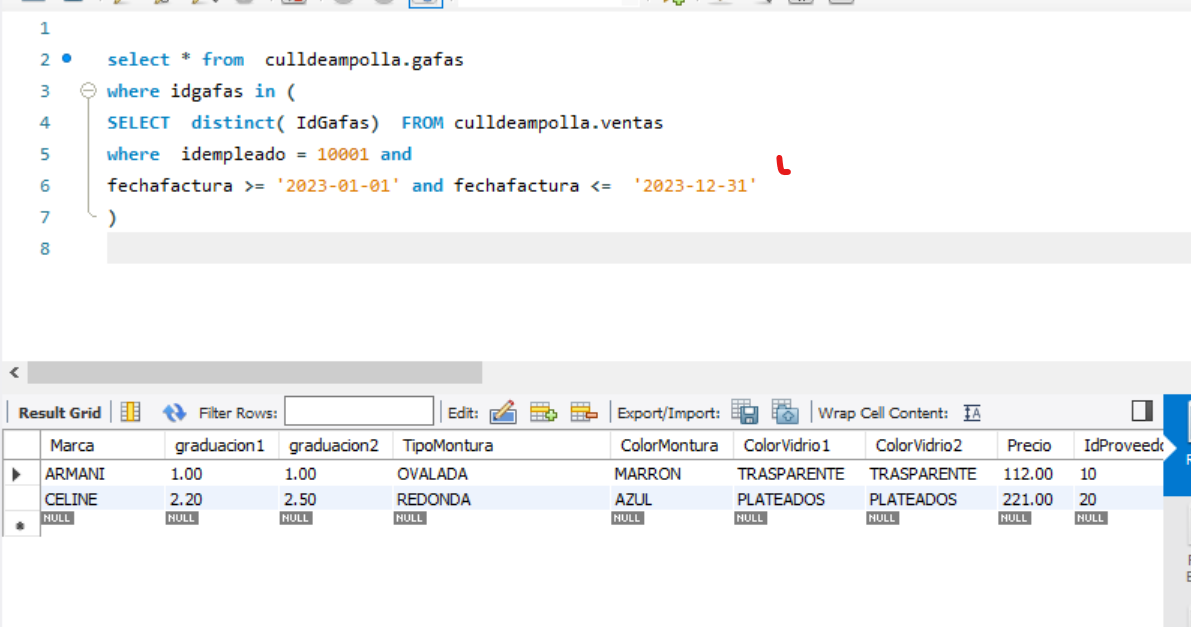 1
2 select * from culldeampolla.gafas
3 where idgafas in (
4 SELECT distinct( IdGafas) FROM culldeampolla.ventas
5 where idempleado = 10001 and
6 fechafactura >= '2023-01-01' and fechafactura <= '2023-12-31'
7 )
8
Result Grid Filter Rows: Edit: Export/Import: Wrap Cell Content:
Marca graduacion1 graduacion2 TipoMontura ColorMontura ColorVidrio1 ColorVidrio2 Precio IdProveedo
ARMANI 1.00 1.00 OVALADA MARRON TRASPARENTE TRASPARENTE 112.00 10
CELINE 2.20 2.50 REDONDA AZUL PLATEADOS PLATEADOS 221.00 20
NULL NULL NULL NULL NULL NULL NULL NULL NULL